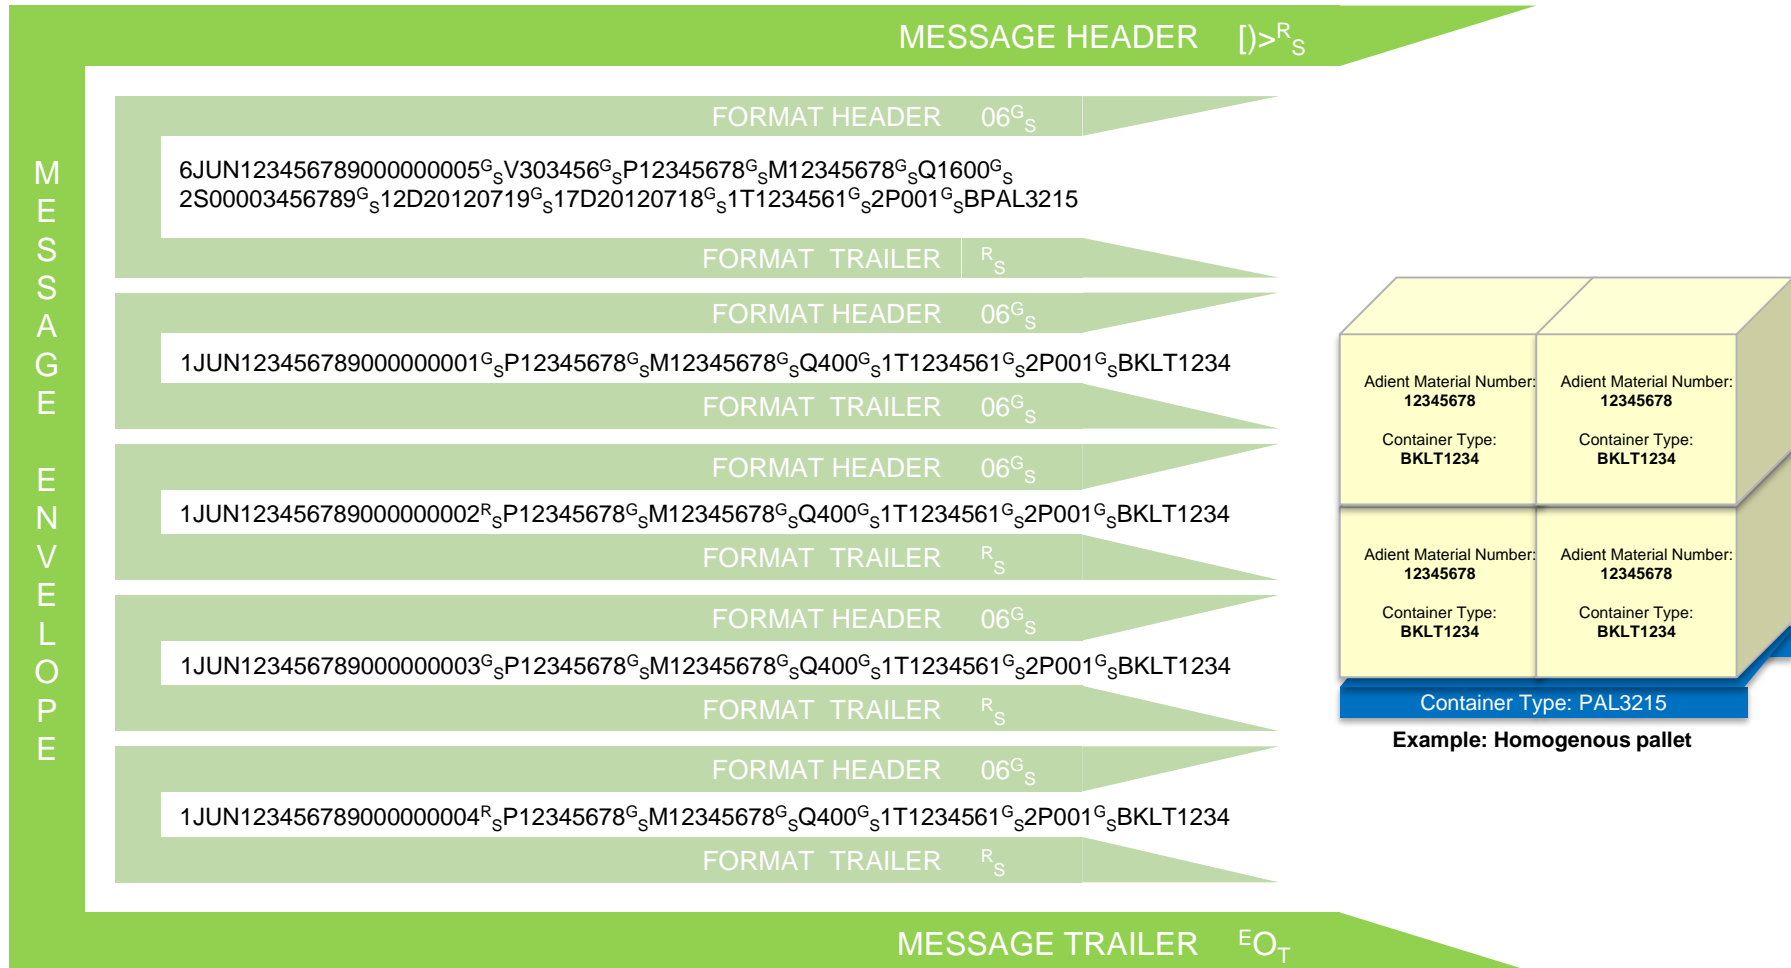 MESSAGE HEADER [)>RS
MESSAGE ENVELOPE
FORMAT HEADER 06GS
6JUN123456789000000005GSV303456GSP12345678GSM12345678GSQ1600GS
2S00003456789GS12D20120719GS17D20120718GS1T1234561GS2P001GSBPAL3215
FORMAT TRAILER RS
FORMAT HEADER 06GS
1JUN123456789000000001GSP12345678GSM12345678GSQ400GS1T1234561GS2P001GSBKLT1234
FORMAT TRAILER 06GS
FORMAT HEADER 06GS
1JUN123456789000000002RSP12345678GSM12345678GSQ400GS1T1234561GS2P001GSBKLT1234
FORMAT TRAILER RS
FORMAT HEADER 06GS
1JUN123456789000000003GSP12345678GSM12345678GSQ400GS1T1234561GS2P001GSBKLT1234
FORMAT TRAILER RS
FORMAT HEADER 06GS
1JUN123456789000000004RSP12345678GSM12345678GSQ400GS1T1234561GS2P001GSBKLT1234
FORMAT TRAILER RS
MESSAGE TRAILER EOT
Adient Material Number:
12345678
Container Type:
BKLT1234
Adient Material Number:
12345678
Container Type:
BKLT1234
Adient Material Number:
12345678
Container Type:
BKLT1234
Adient Material Number:
12345678
Container Type:
BKLT1234
Container Type: PAL3215
Example: Homogenous pallet